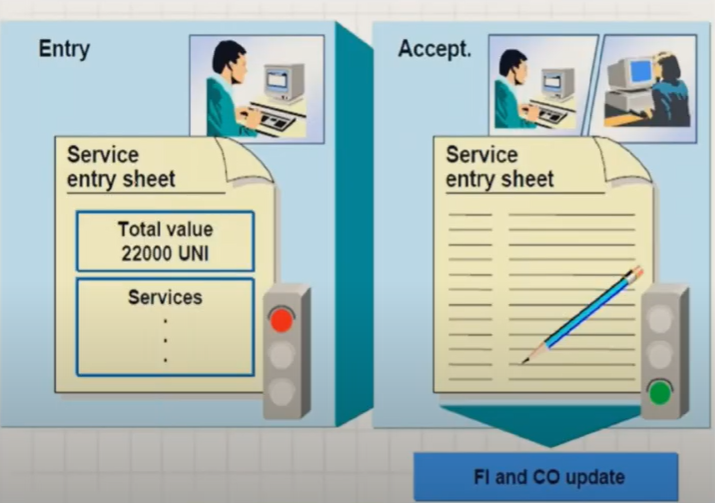 Entry
Service
entry sheet
Total value
22000 UNI
Services
.
.
.
Accept.
Service
entry sheet
FI and CO update